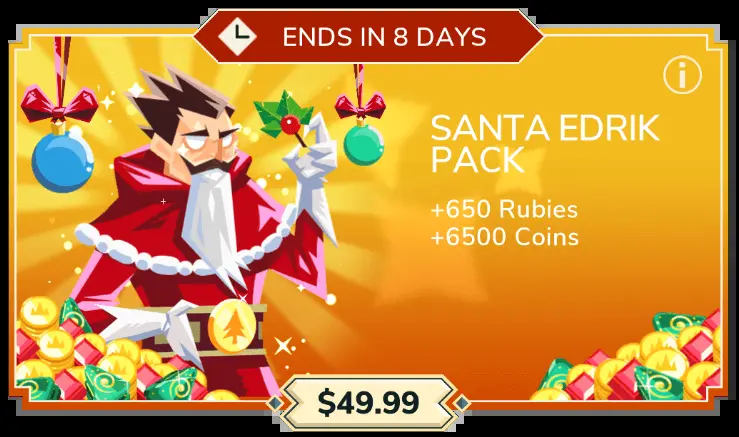 ENDS IN 8 DAYS
SANTA EDRIK
PACK
+650 Rubies
+6500 Coins
$49.99